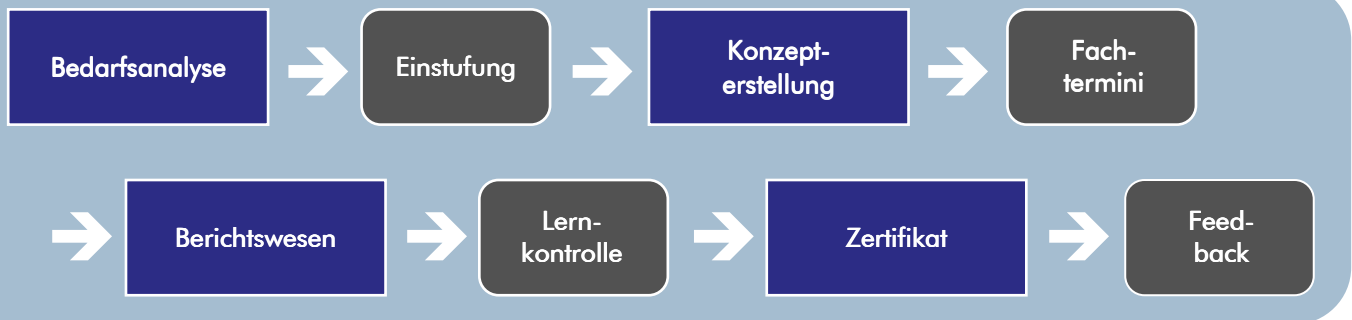 Bedarfsanalyse
Einstufung
Konzept-
erstellung
Fach-
termini
Berichtswesen
Lern-
kontrolle
Zertifikat
Feed-
back